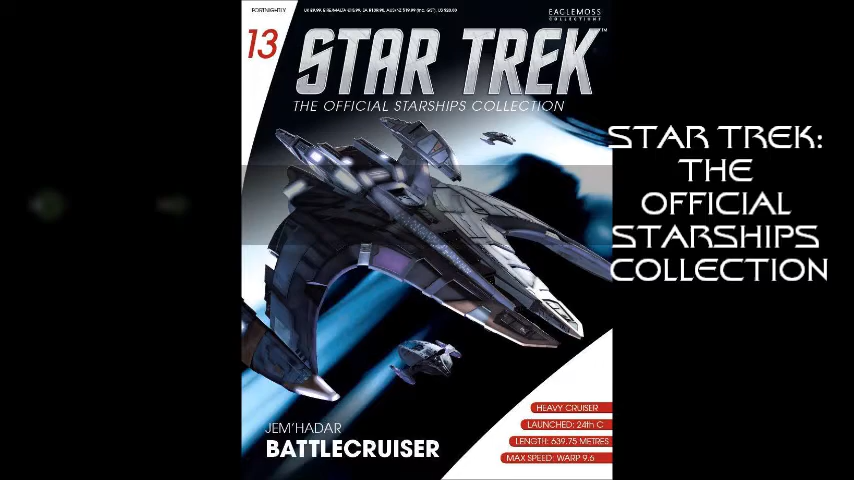 FORTNIGHTLY
EAGLEMOSS
COLLECTIONS
13
STAR TREK™
THE OFFICIAL STARSHIPS COLLECTION
STAR TREK:
THE
OFFICIAL
STARSHIPS
COLLECTION
HEAVY CRUISER
LAUNCHED: 24th C
LENGTH: 639.75 METRES
MAX SPEED: WARP 9.6
JEM'HADAR
BATTLECRUISER